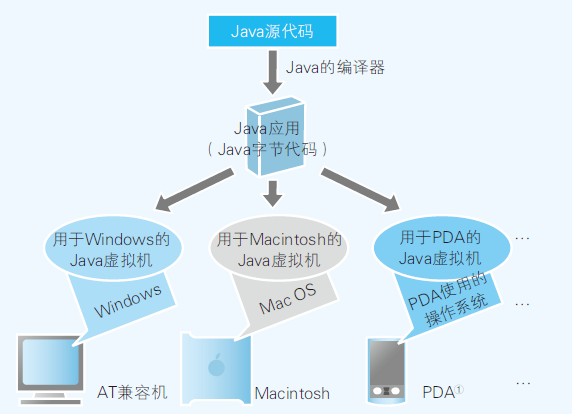 Java源代码
Java的编译器
Java应用
（Java字节代码）
用于Windows的
Java虚拟机
用于Macintosh的
Java虚拟机
用于PDA的
Java虚拟机
…
Windows
Mac OS
PDA使用的
操作系统
…
AT兼容机
Macintosh
PDA①
…